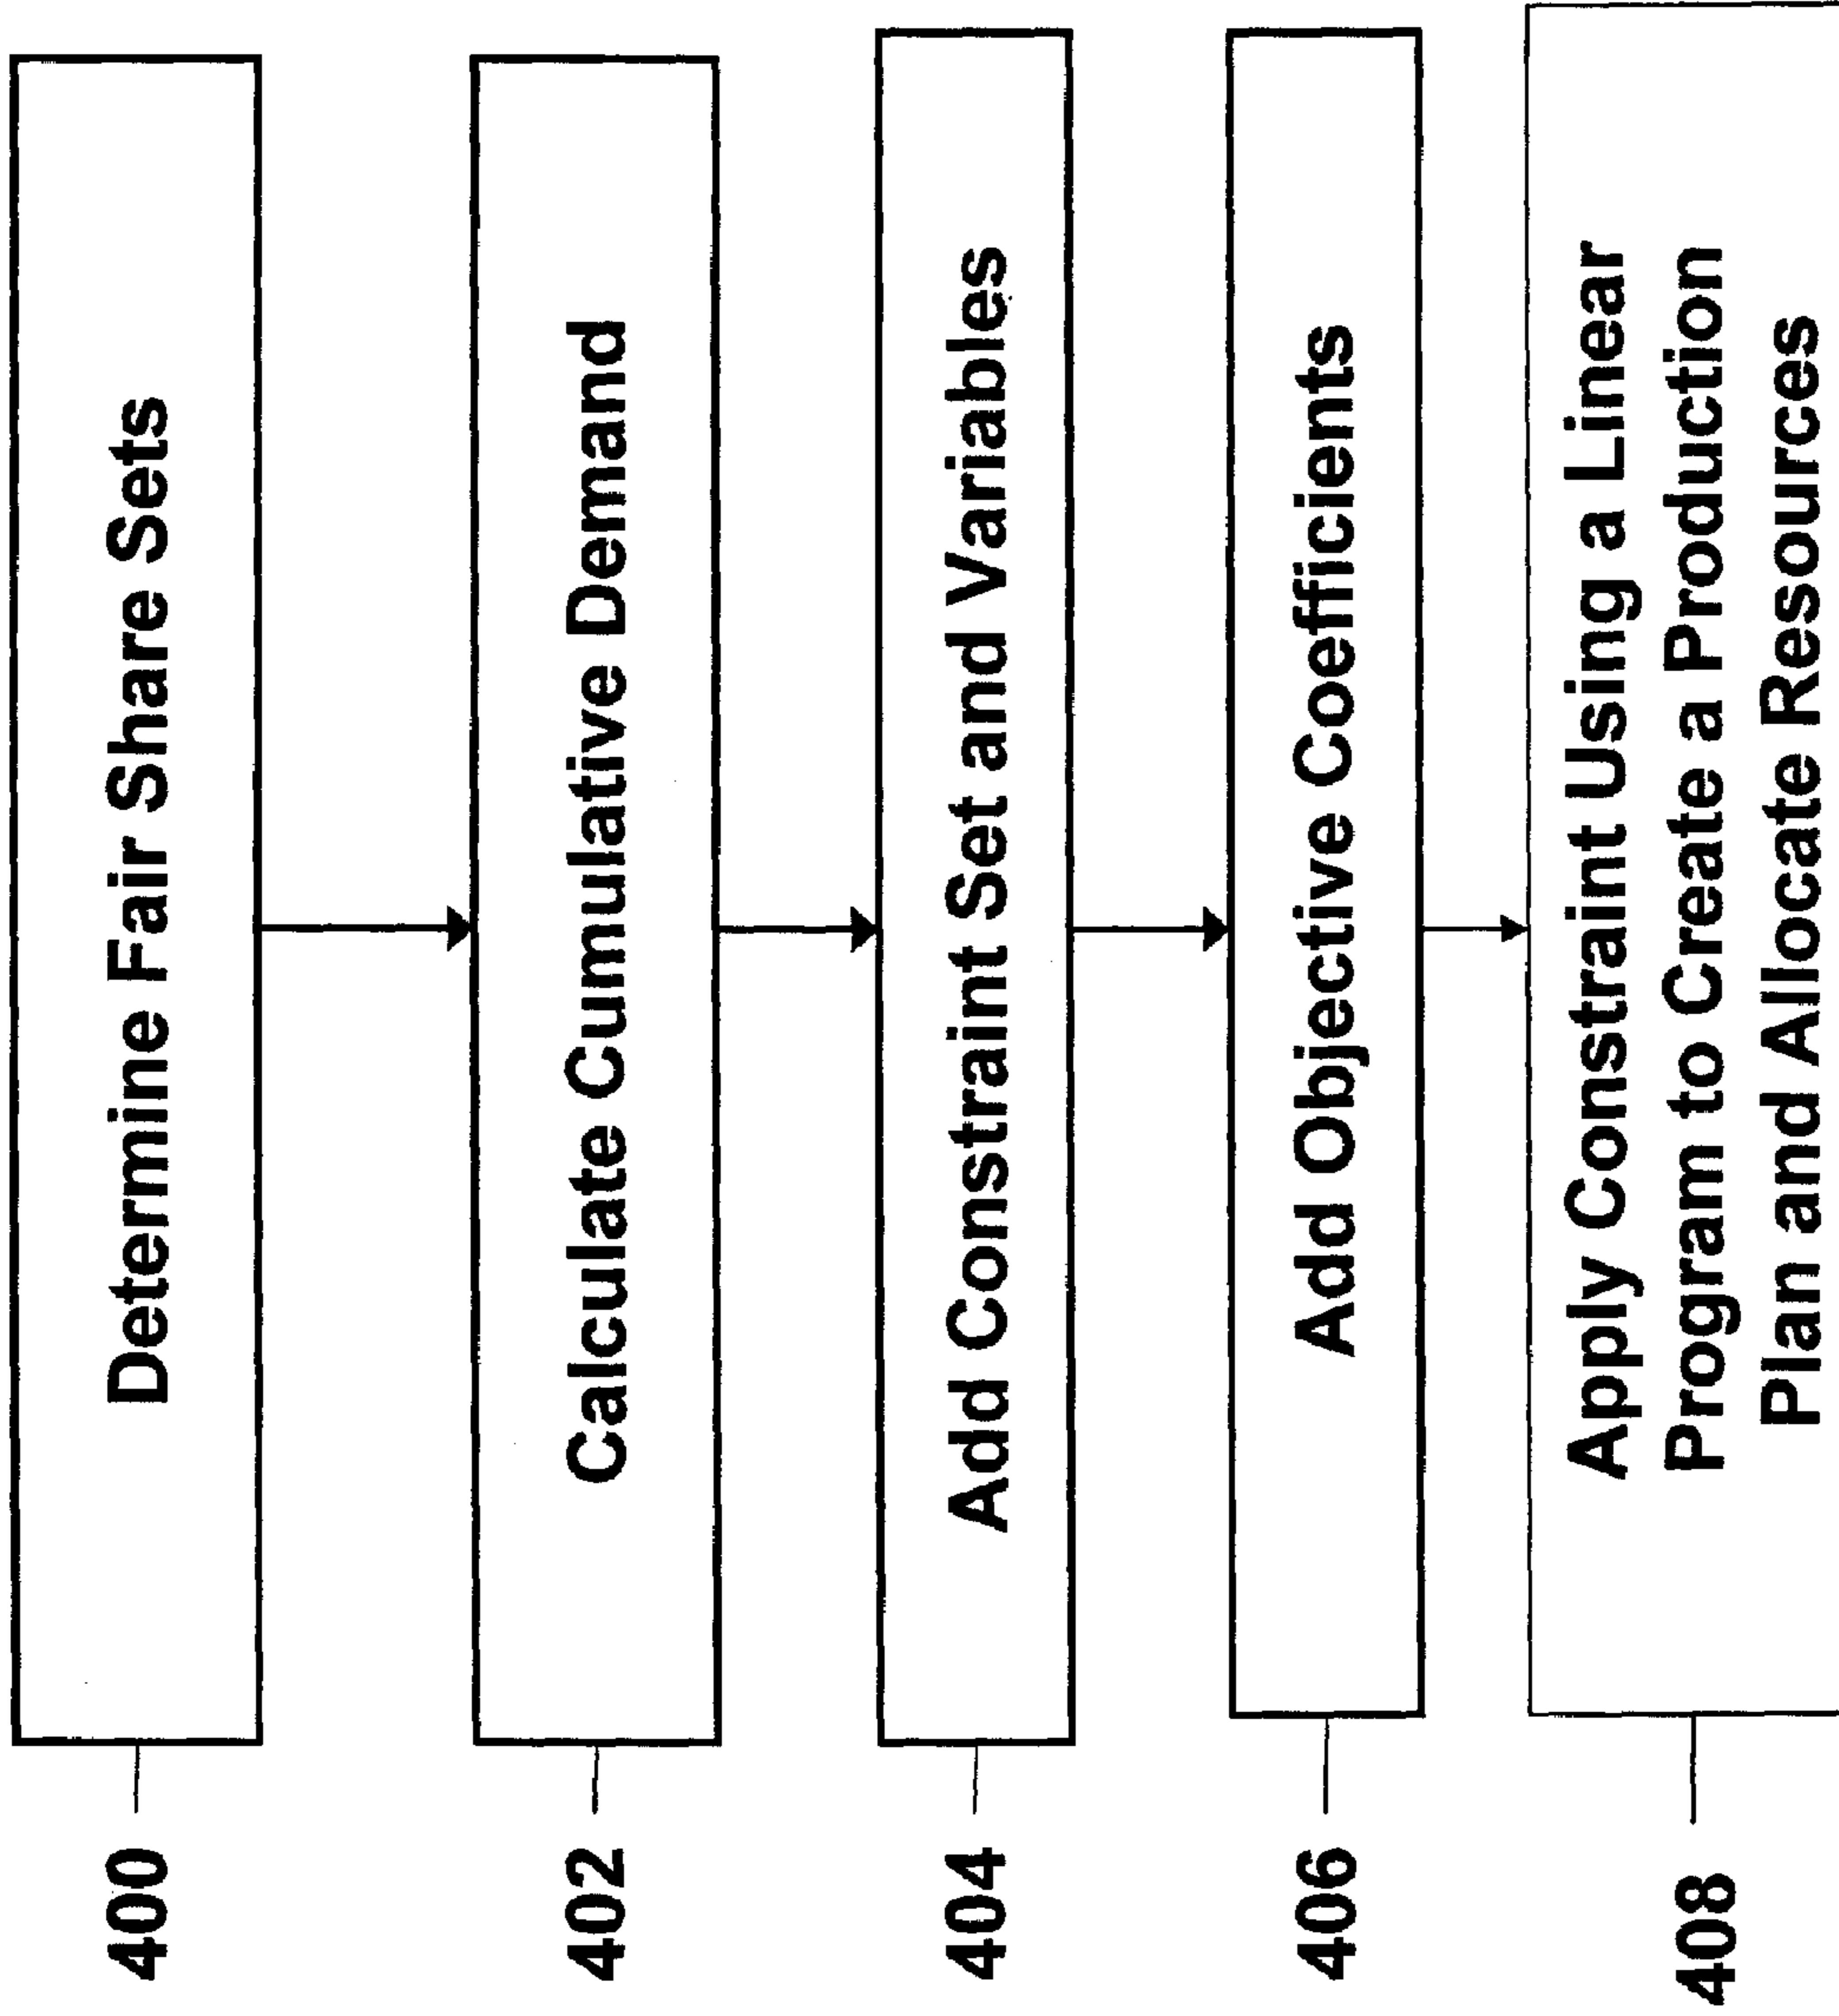 400
Determine Fair Share Sets
402
Calculate Cumulative Demand
404
Add Constraint Set and Variables
406
Add Objective Coefficients
408
Apply Constraint Using a Linear
Program to Create a Production
Plan and Allocate Resources